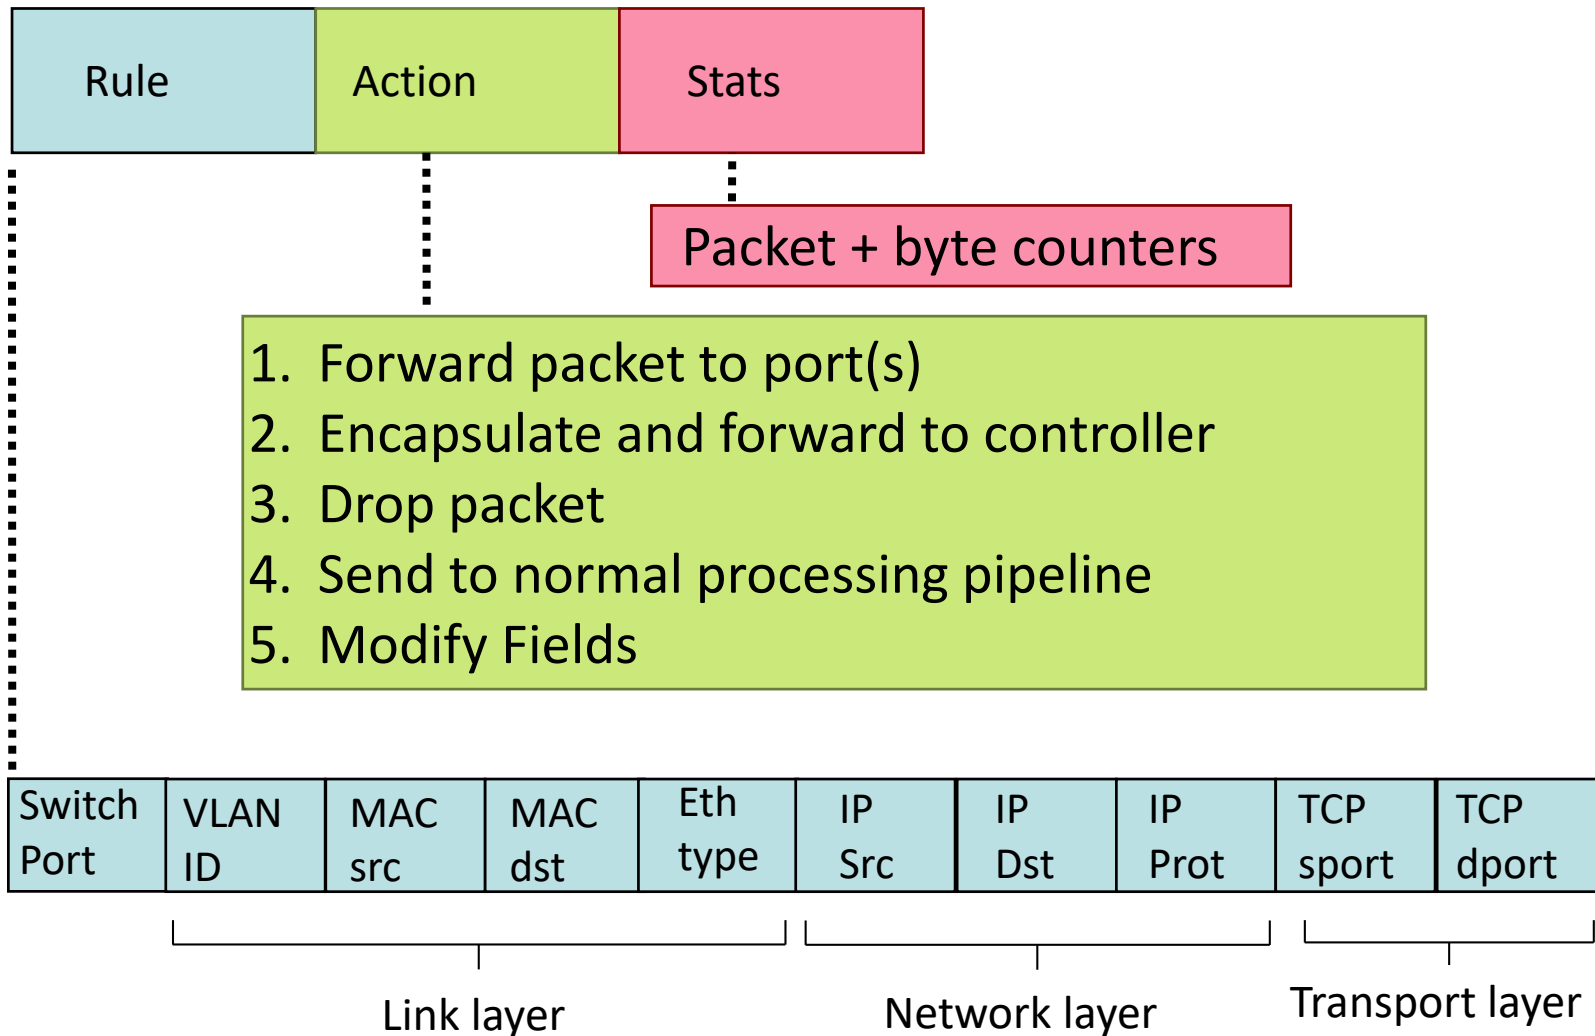 Rule
Action
Stats
Packet + byte counters
1. Forward packet to port(s)
2. Encapsulate and forward to controller
3. Drop packet
4. Send to normal processing pipeline
5. Modify Fields
Switch
Port
VLAN
ID
MAC
src
MAC
dst
Eth
type
IP
Src
IP
Dst
IP
Prot
TCP
sport
TCP
dport
Link layer
Network layer
Transport layer